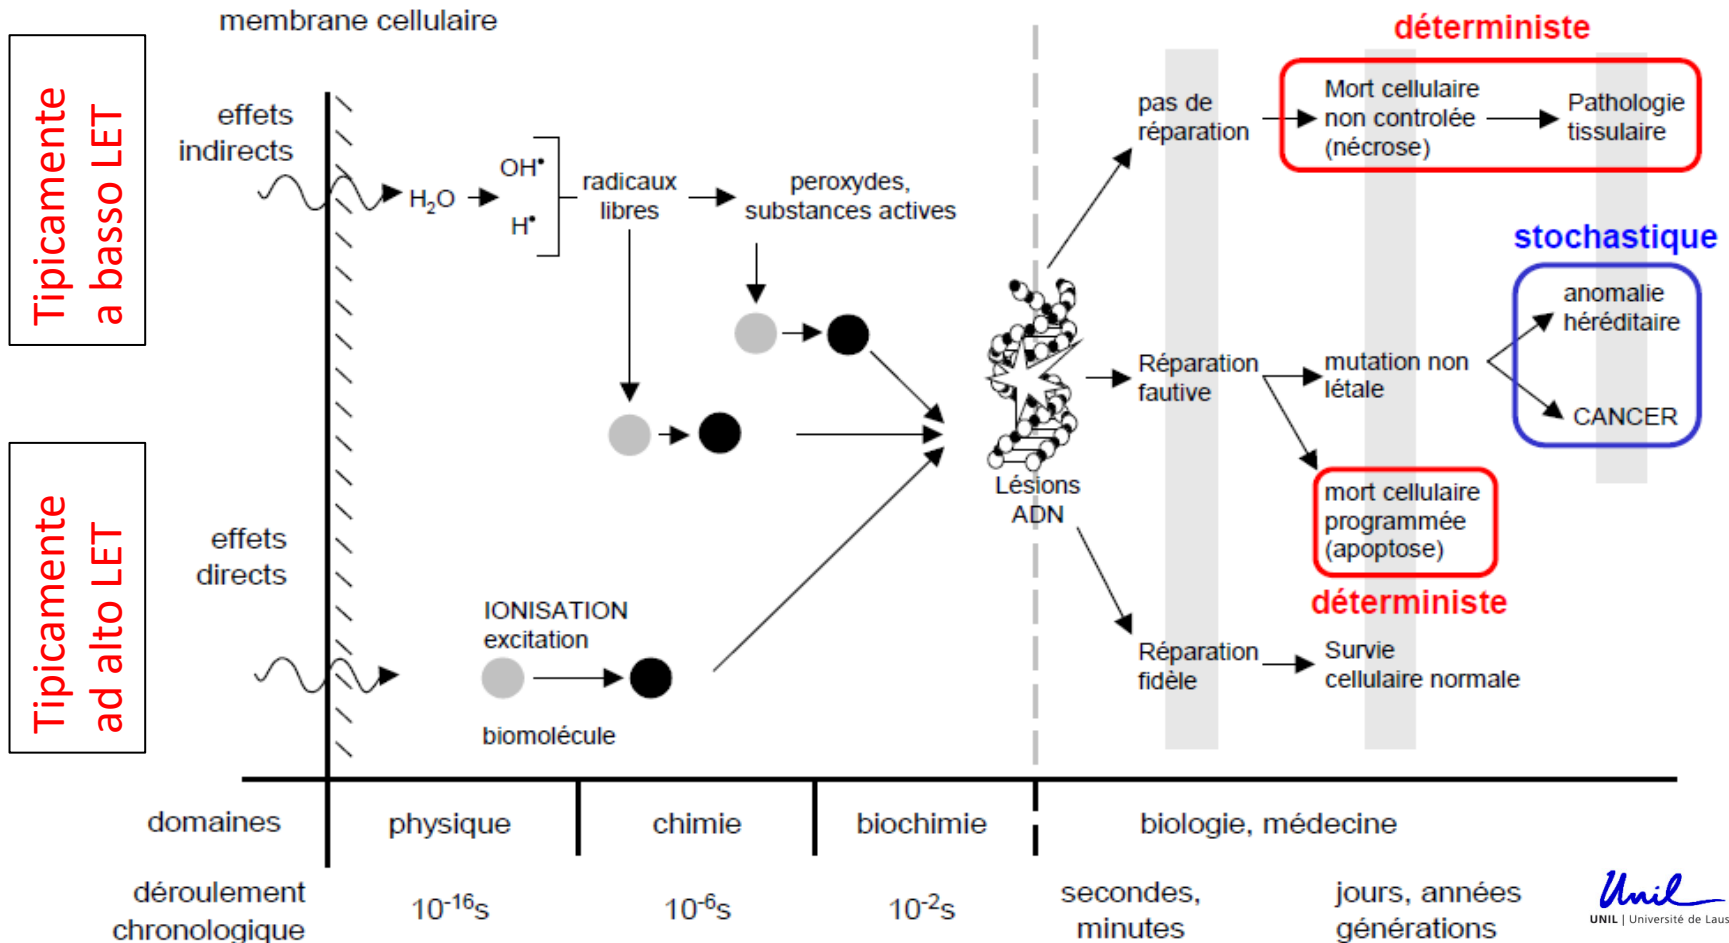 membrane cellulaire
déterministe
Tipicamente
a basso LET
effets
indirects
H₂O
OH•
H•
radicaux
libres
peroxydes,
substances actives
pas de
réparation
Mort cellulaire
non controlée
(nécrose)
Pathologie
tissulaire
stochastique
anomalie
héréditaire
CANCER
Réparation
fautive
mutation non
létale
Lésions
ADN
mort cellulaire
programmée
(apoptose)
déterministe
Tipicamente
ad alto LET
effets
directs
IONISATION
excitation
biomolécule
Réparation
fidèle
Survie
cellulaire normale
domaines
physique
chimie
biochimie
biologie, médecine
déroulement
chronologique
10⁻¹⁶s
10⁻⁶s
10⁻²s
secondes,
minutes
jours, années
générations
Unil
UNIL | Université de Laus